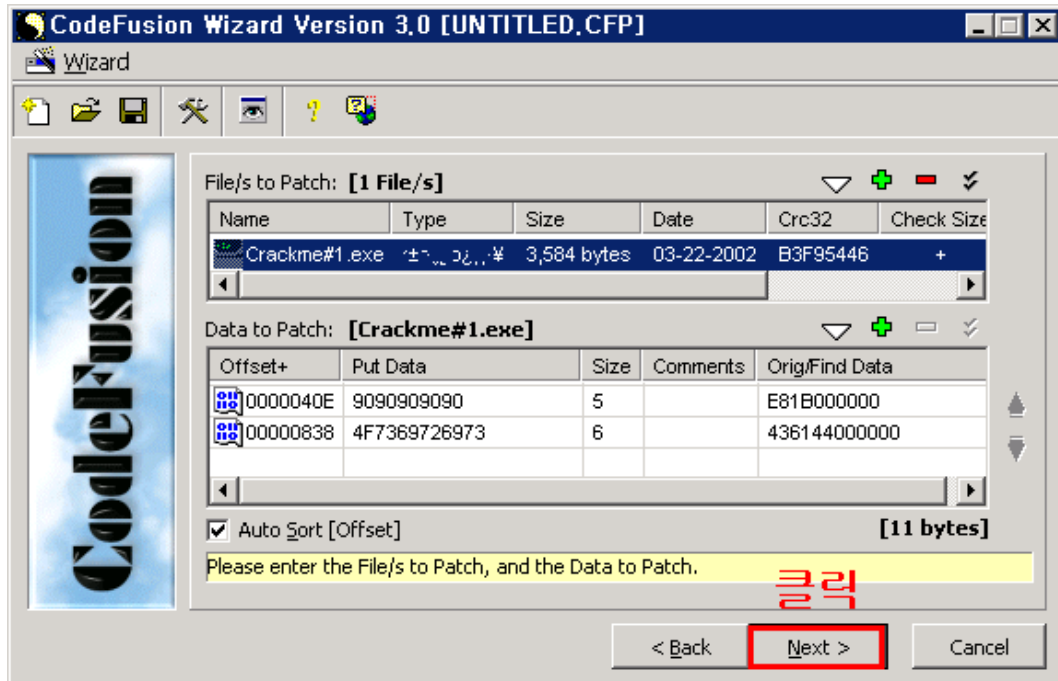 CodeFusion Wizard Version 3,0 [UNTITLED,CFP]
Wizard
CodeFusion
File/s to Patch: [1 File/s]
Name Type Size Date Crc32 Check Size
Crackme#1.exe 3,584 bytes 03-22-2002 B3F95446 +
Data to Patch: [Crackme#1.exe]
Offset+ Put Data Size Comments Orig/Find Data
0000040E 9090909090 5 E81B000000
00000838 4F7369726973 6 436144000000
Auto Sort [Offset] [11 bytes]
Please enter the File/s to Patch, and the Data to Patch.
클릭
< Back Next > Cancel